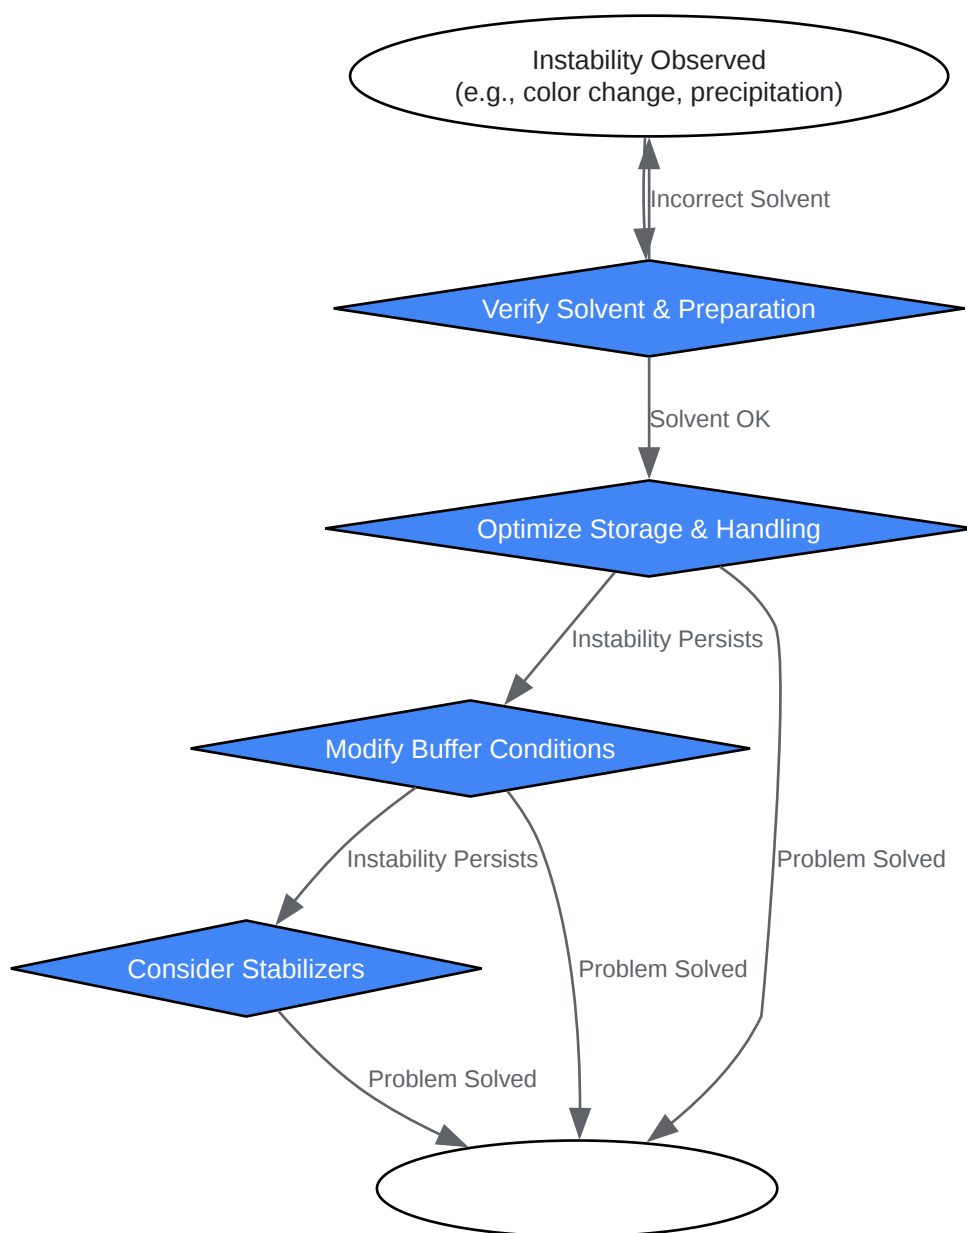 Instability Observed
(e.g., color change, precipitation)
Incorrect Solvent
Verify Solvent & Preparation
Solvent OK
Optimize Storage & Handling
Instability Persists
Modify Buffer Conditions
Instability Persists
Problem Solved
Consider Stabilizers
Problem Solved
Problem Solved